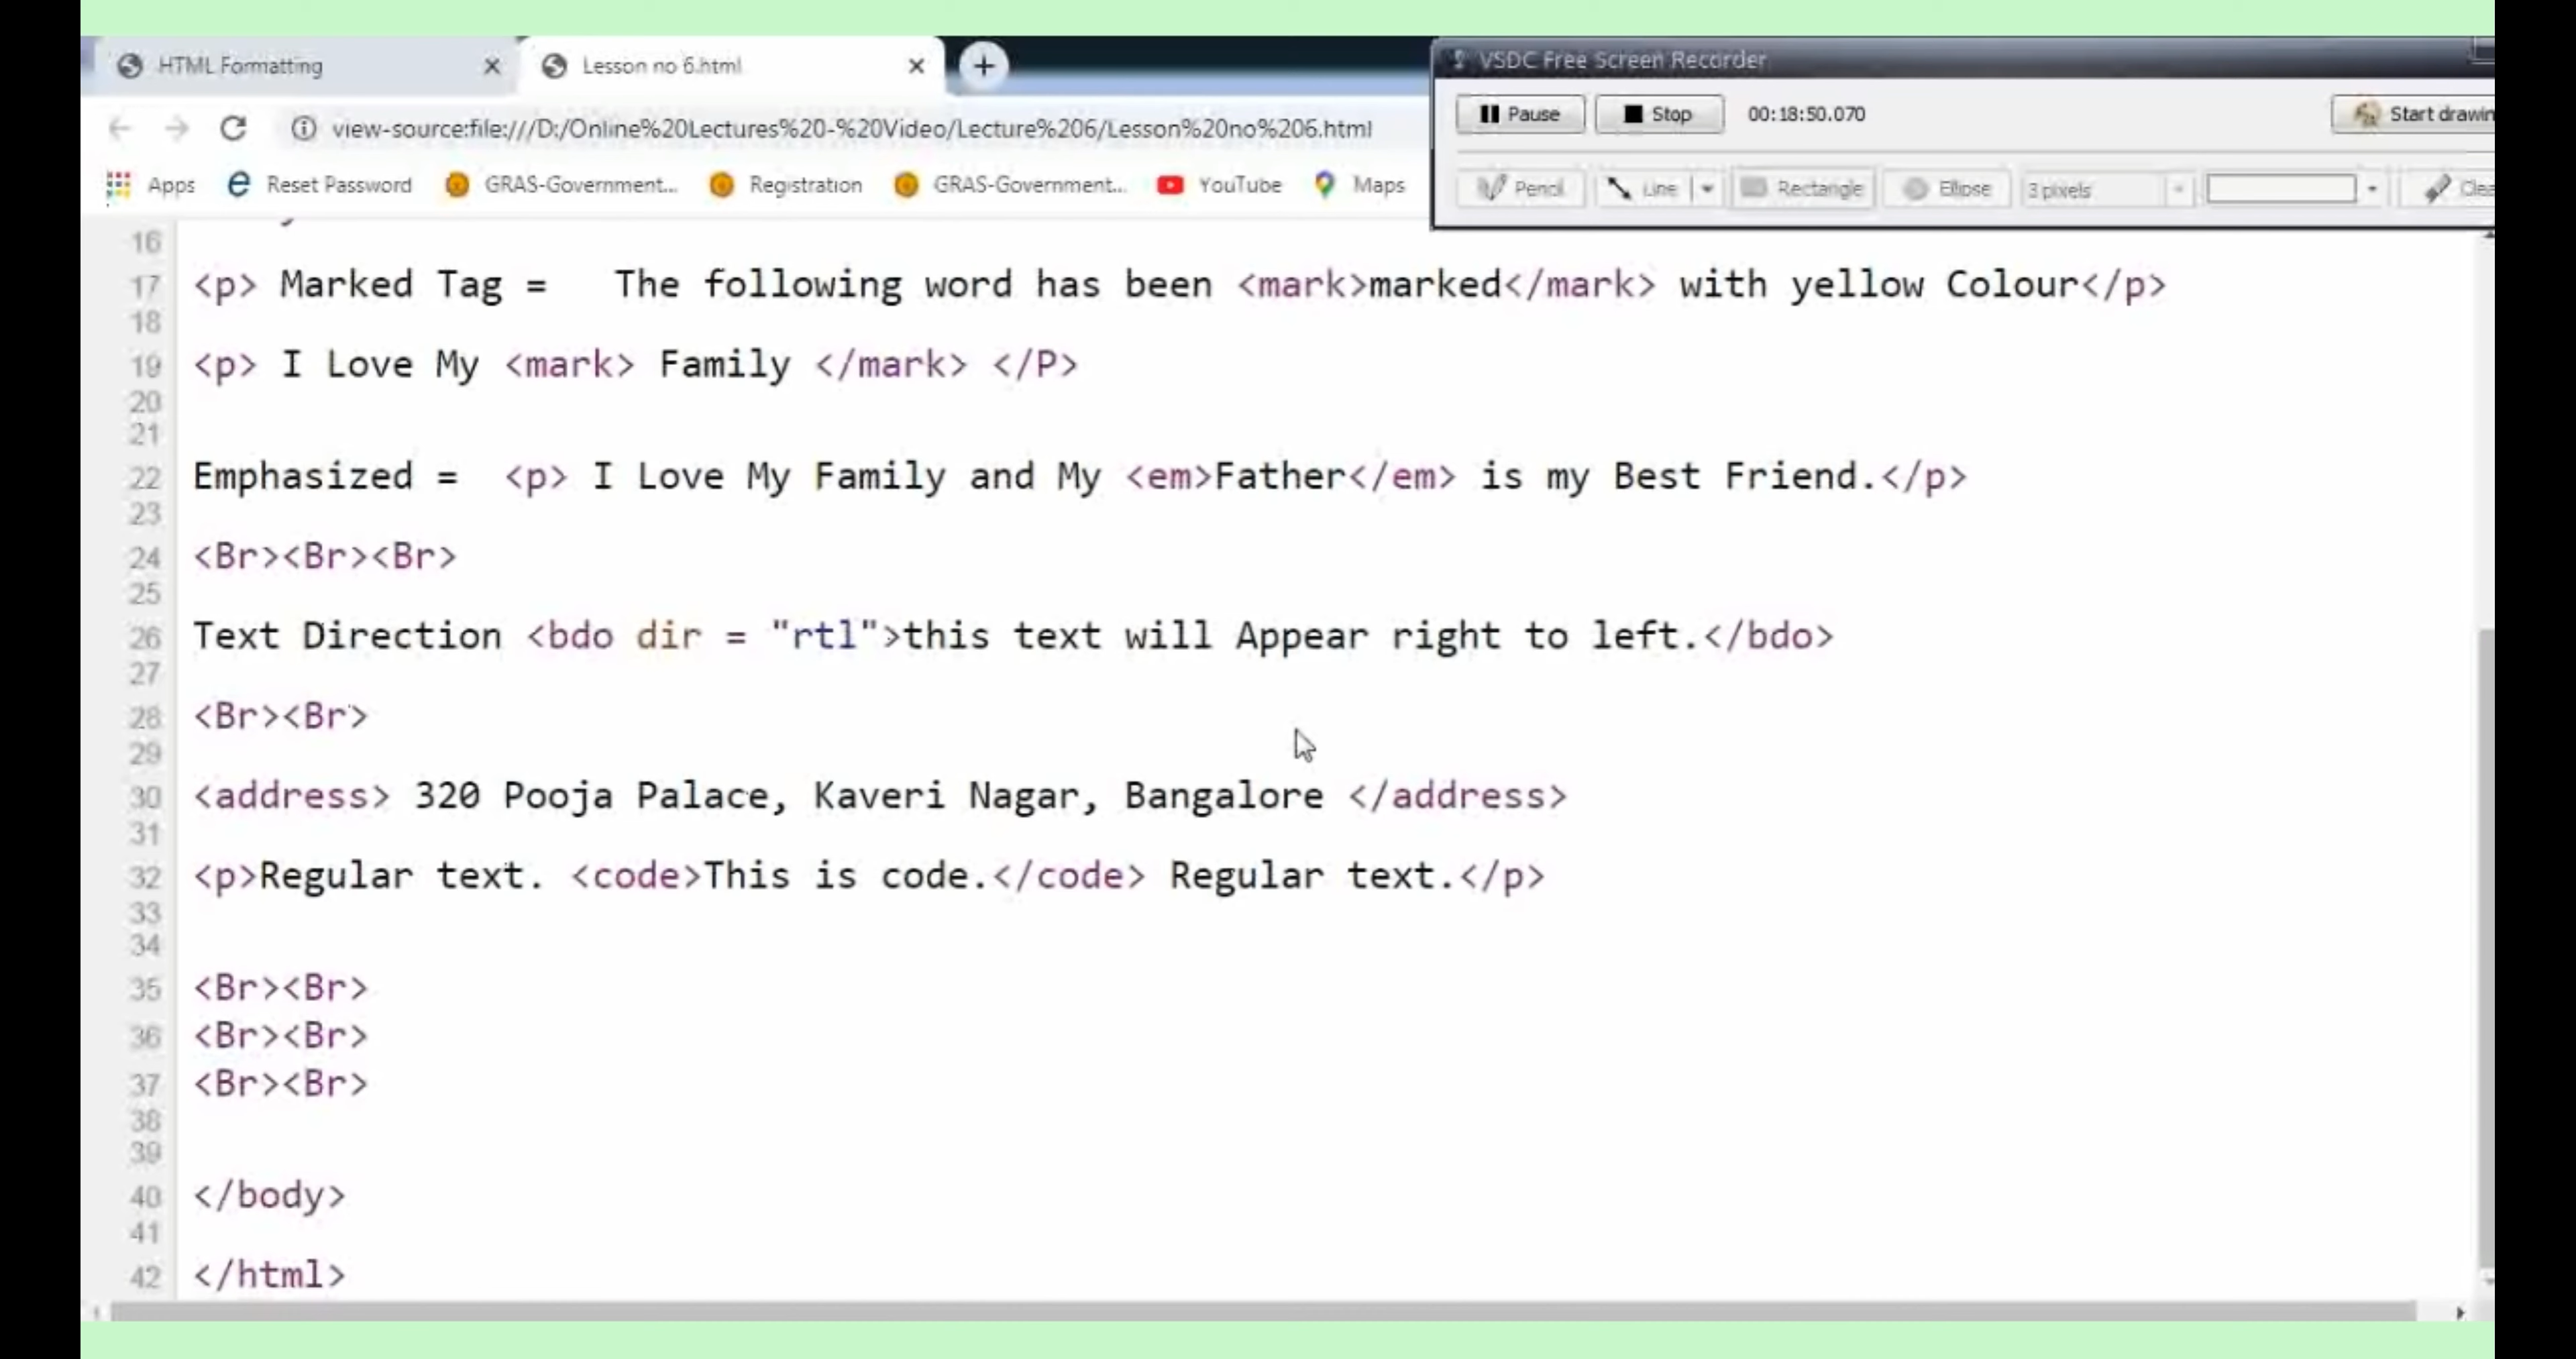 HTML Formatting
Lesson no 6.html
VSDC Free Screen Recorder
Pause
Stop
00:18:50.070
Start drawin
view-source:file:///D:/Online%20Lectures%20-%20Video/Lecture%206/Lesson%20no%206.html
Apps
Reset Password
GRAS-Government...
Registration
GRAS-Government...
YouTube
Maps
Pencil
Line
Rectangle
Ellipse
3 pixels
Clea
16
17 <p> Marked Tag =   The following word has been <mark>marked</mark> with yellow Colour</p>
18
19 <p> I Love My <mark> Family </mark> </P>
20
21
22 Emphasized =  <p> I Love My Family and My <em>Father</em> is my Best Friend.</p>
23
24 <Br><Br><Br>
25
26 Text Direction <bdo dir = "rtl">this text will Appear right to left.</bdo>
27
28 <Br><Br>
29
30 <address> 320 Pooja Palace, Kaveri Nagar, Bangalore </address>
31
32 <p>Regular text. <code>This is code.</code> Regular text.</p>
33
34
35 <Br><Br>
36 <Br><Br>
37 <Br><Br>
38
39
40 </body>
41
42 </html>